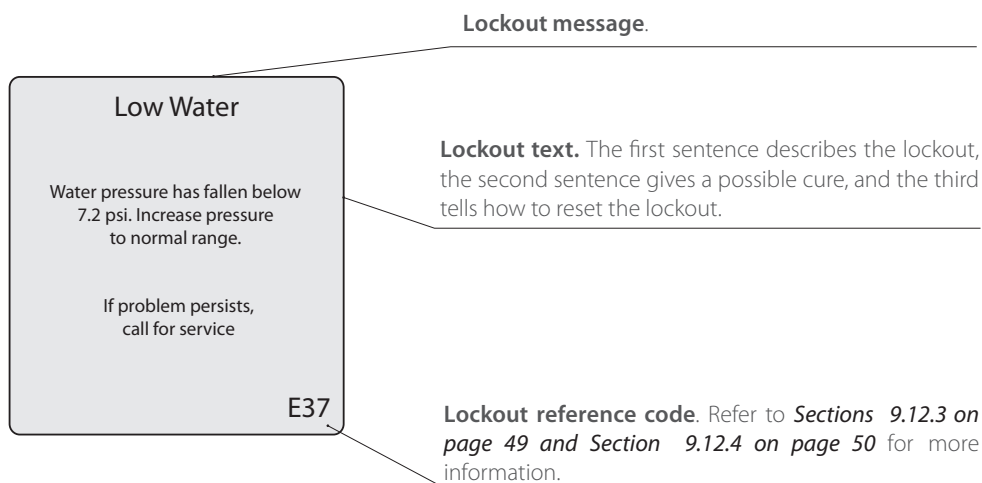 Lockout message.
Low Water
Water pressure has fallen below
7.2 psi. Increase pressure
to normal range.
If problem persists,
call for service
E37
Lockout text. The first sentence describes the lockout,
the second sentence gives a possible cure, and the third
tells how to reset the lockout.
Lockout reference code. Refer to Sections 9.12.3 on
page 49 and Section 9.12.4 on page 50 for more
information.